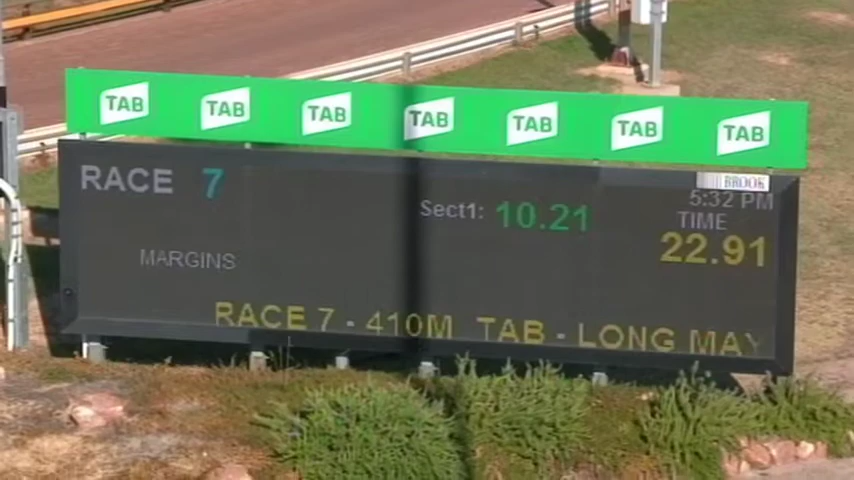 TAB TAB TAB TAB TAB TAB TAB
RACE 7
BROOK
5:32 PM
Sect1: 10.21
TIME
22.91
MARGINS
RACE 7 - 410M TAB - LONG MAY